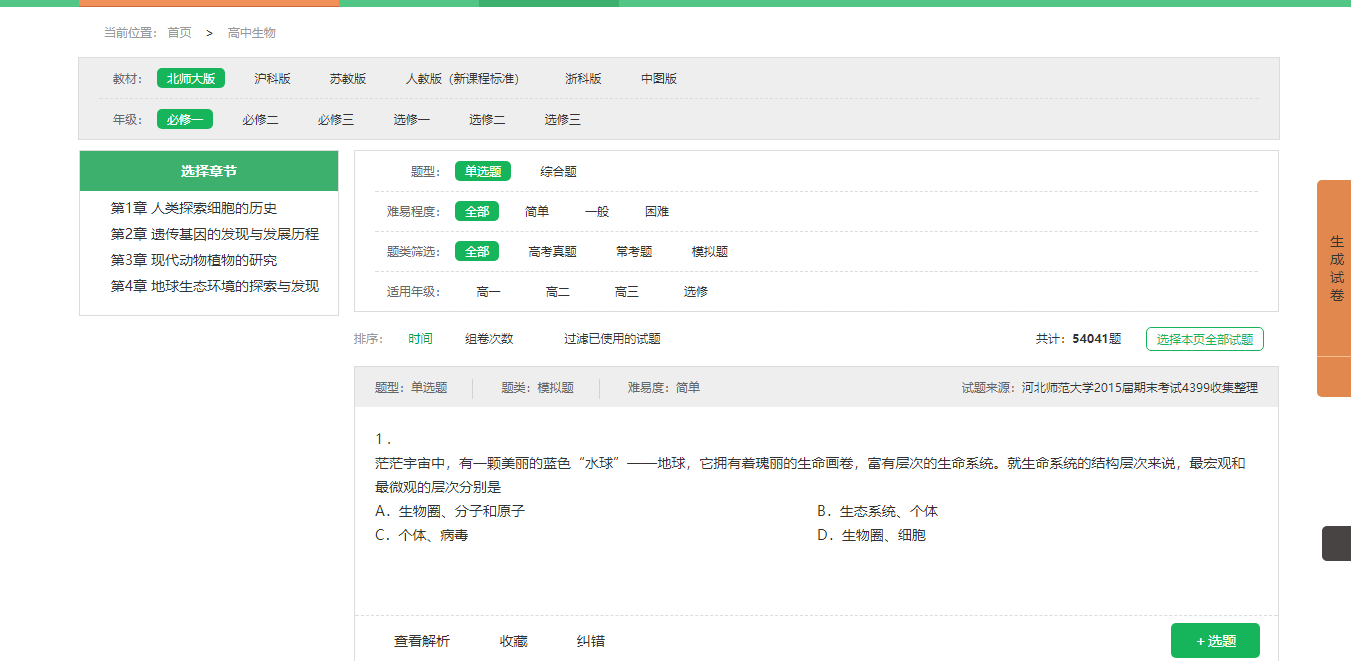 当前位置： 首页 > 高中生物
教材： 北师大版 沪科版 苏教版 人教版（新课程标准） 浙科版 中图版
年级： 必修一 必修二 必修三 选修一 选修二 选修三
选择章节
第1章 人类探索细胞的历史
第2章 遗传基因的发现与发展历程
第3章 现代动物植物的研究
第4章 地球生态环境的探索与发现
题型： 单选题 综合题
难易程度： 全部 简单 一般 困难
题类筛选： 全部 高考真题 常考题 模拟题
适用年级： 高一 高二 高三 选修
排序： 时间 组卷次数 过滤已使用的试题 共计：54041题 选择本页全部试题
题型：单选题 题类：模拟题 难易度：简单 试题来源：河北师范大学2015届期末考试4399收集整理
1．
茫茫宇宙中，有一颗美丽的蓝色“水球”——地球，它拥有着瑰丽的生命画卷，富有层次的生命系统。就生命系统的结构层次来说，最宏观和
最微观的层次分别是
A．生物圈、分子和原子 B．生态系统、个体
C．个体、病毒 D．生物圈、细胞
查看解析 收藏 纠错 + 选题
生成试卷